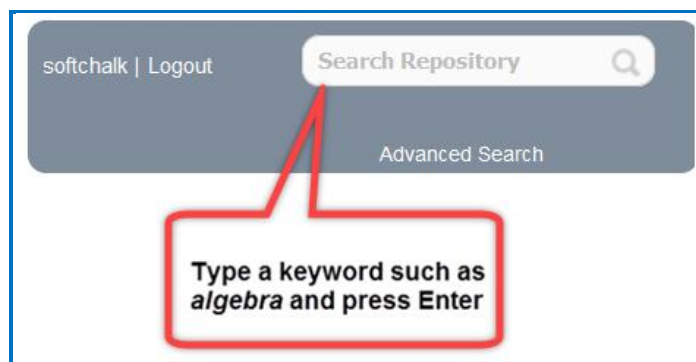 softchalk | Logout
Search Repository
Advanced Search
Type a keyword such as
algebra and press Enter